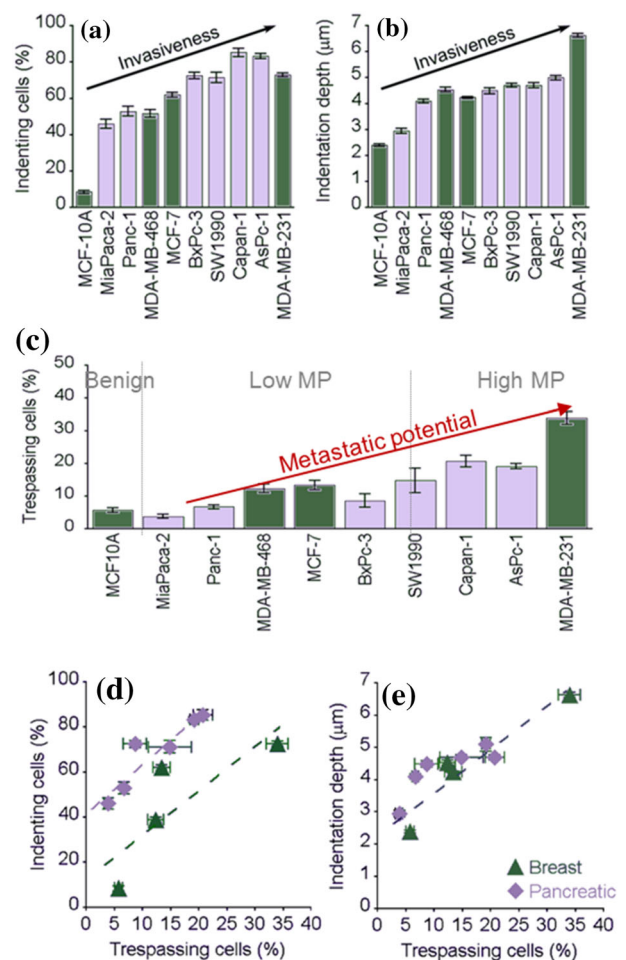 (a)
Invasiveness
Indenting cells (%)
100
80
60
40
20
0
MCF-10A
MiaPaca-2
Panc-1
MDA-MB-468
MCF-7
BxPc-3
SW1990
Capan-1
AsPc-1
MDA-MB-231
(b)
Invasiveness
Indentation depth (μm)
7
6
5
4
3
2
1
0
MCF-10A
MiaPaca-2
Panc-1
MDA-MB-468
MCF-7
BxPc-3
SW1990
Capan-1
AsPc-1
MDA-MB-231
(c)
Benign
Low MP
High MP
Metastatic potential
Trespassing cells (%)
50
40
30
20
10
0
MCF10A
MiaPaca-2
Panc-1
MDA-MB-468
MCF-7
BxPc-3
SW1990
Capan-1
AsPc-1
MDA-MB-231
(d)
Indenting cells (%)
100
80
60
40
20
0
0 5 10 15 20 25 30 35 40
Trespassing cells (%)
(e)
Indentation depth (μm)
7
6
5
4
3
2
1
0
Breast
Pancreatic
0 5 10 15 20 25 30 35 40
Trespassing cells (%)